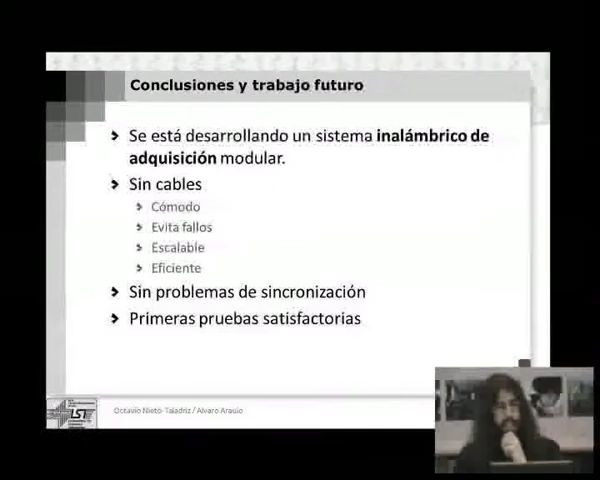 Conclusiones y trabajo futuro
Se está desarrollando un sistema inalámbrico de
adquisición modular.
Sin cables
Cómodo
Evita fallos
Escalable
Eficiente
Sin problemas de sincronización
Primeras pruebas satisfactorias
LST
Octavio Nieto-Taladriz / Alvaro Araujo